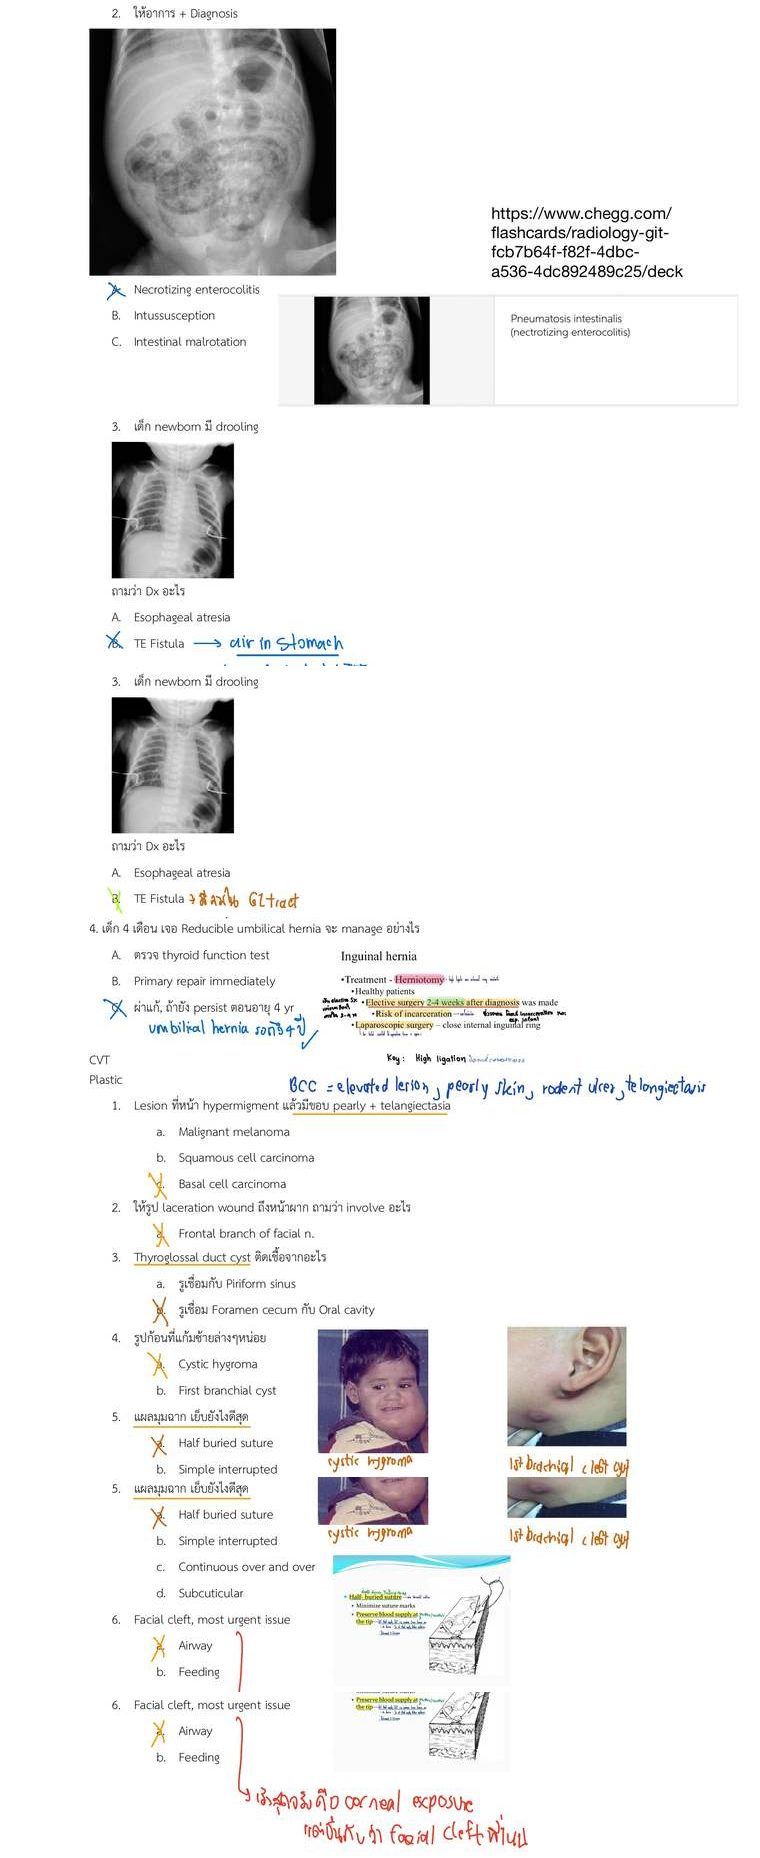 2. ให้อาการ + Diagnosis
https://www.chegg.com/
flashcards/radiology-git-
fcb7b64f-f82f-4dbc-
a536-4dc892489c25/deck
A. Necrotizing enterocolitis
B. Intussusception
C. Intestinal malrotation
Pneumatosis intestinalis
(nectrotizing enterocolitis)
3. เด็ก newborn มี drooling
ถามว่า Dx อะไร
A. Esophageal atresia
B. TE Fistula → air in stomach
3. เด็ก newborn มี drooling
ถามว่า Dx อะไร
A. Esophageal atresia
B. TE Fistula → มีลมใน GI tract
4. เด็ก 4 เดือน เจอ Reducible umbilical hernia จะ manage อย่างไร
A. ตรวจ thyroid function test
B. Primary repair immediately
C. ผ่าแก้, ถ้ายัง persist ตอนอายุ 4 yr
umbilical hernia รอถึง 4 ปี
Inguinal hernia
•Treatment - Herniotomy
•Healthy patients
•Elective surgery 2-4 weeks after diagnosis was made
•Risk of incarceration
•Laparoscopic surgery – close internal inguinal ring
Key: High ligation
CVT
Plastic
BCC = elevated lesion, pearly skin, rodent ulcer, telangiectasis
1. Lesion ที่หน้า hypermigment แล้วมีขอบ pearly + telangiectasia
a. Malignant melanoma
b. Squamous cell carcinoma
c. Basal cell carcinoma
2. ให้รูป laceration wound ถึงหน้าผาก ถามว่า involve อะไร
a. Frontal branch of facial n.
3. Thyroglossal duct cyst ติดเชื้อจากอะไร
a. รูเชื่อมกับ Piriform sinus
b. รูเชื่อม Foramen cecum กับ Oral cavity
4. รูปก้อนที่แก้มซ้ายล่างๆหน่อย
a. Cystic hygroma
b. First branchial cyst
cystic hygroma
1st brachial cleft cyst
5. แผลมุมฉาก เย็บยังไงดีสุด
a. Half buried suture
b. Simple interrupted
5. แผลมุมฉาก เย็บยังไงดีสุด
a. Half buried suture
b. Simple interrupted
c. Continuous over and over
d. Subcuticular
cystic hygroma
1st brachial cleft cyst
• Half- buried suture
• Minimize suture marks
• Preserve blood supply at
the tip
6. Facial cleft, most urgent issue
a. Airway
b. Feeding
6. Facial cleft, most urgent issue
a. Airway
b. Feeding
• Preserve blood supply at
the tip
คือ corneal exposure
facial cleft